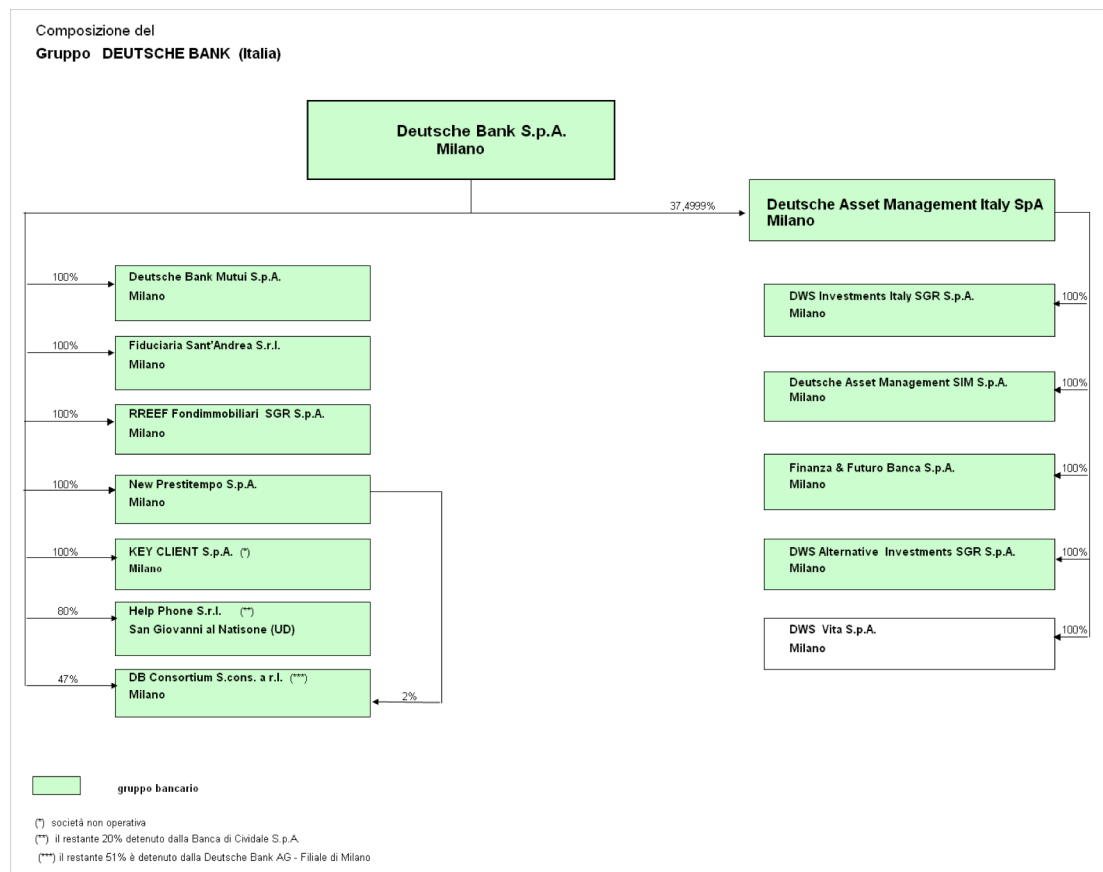 Composizione del
Gruppo DEUTSCHE BANK (Italia)
Deutsche Bank S.p.A.
Milano
37,4999%
Deutsche Asset Management Italy SpA
Milano
100%
Deutsche Bank Mutui S.p.A.
Milano
100%
Fiduciaria Sant'Andrea S.r.l.
Milano
100%
RREEF Fondimmobiliari SGR S.p.A.
Milano
100%
New Prestitempo S.p.A.
Milano
100%
KEY CLIENT S.p.A. (*)
Milano
80%
Help Phone S.r.l. (**)
San Giovanni al Natisone (UD)
47%
DB Consortium S.cons. a r.l. (***)
Milano
2%
DWS Investments Italy SGR S.p.A.
Milano
100%
Deutsche Asset Management SIM S.p.A.
Milano
100%
Finanza & Futuro Banca S.p.A.
Milano
100%
DWS Alternative Investments SGR S.p.A.
Milano
100%
DWS Vita S.p.A.
Milano
100%
gruppo bancario
(*) società non operativa
(**) il restante 20% detenuto dalla Banca di Cividale S.p.A.
(***) il restante 51% è detenuto dalla Deutsche Bank AG - Filiale di Milano